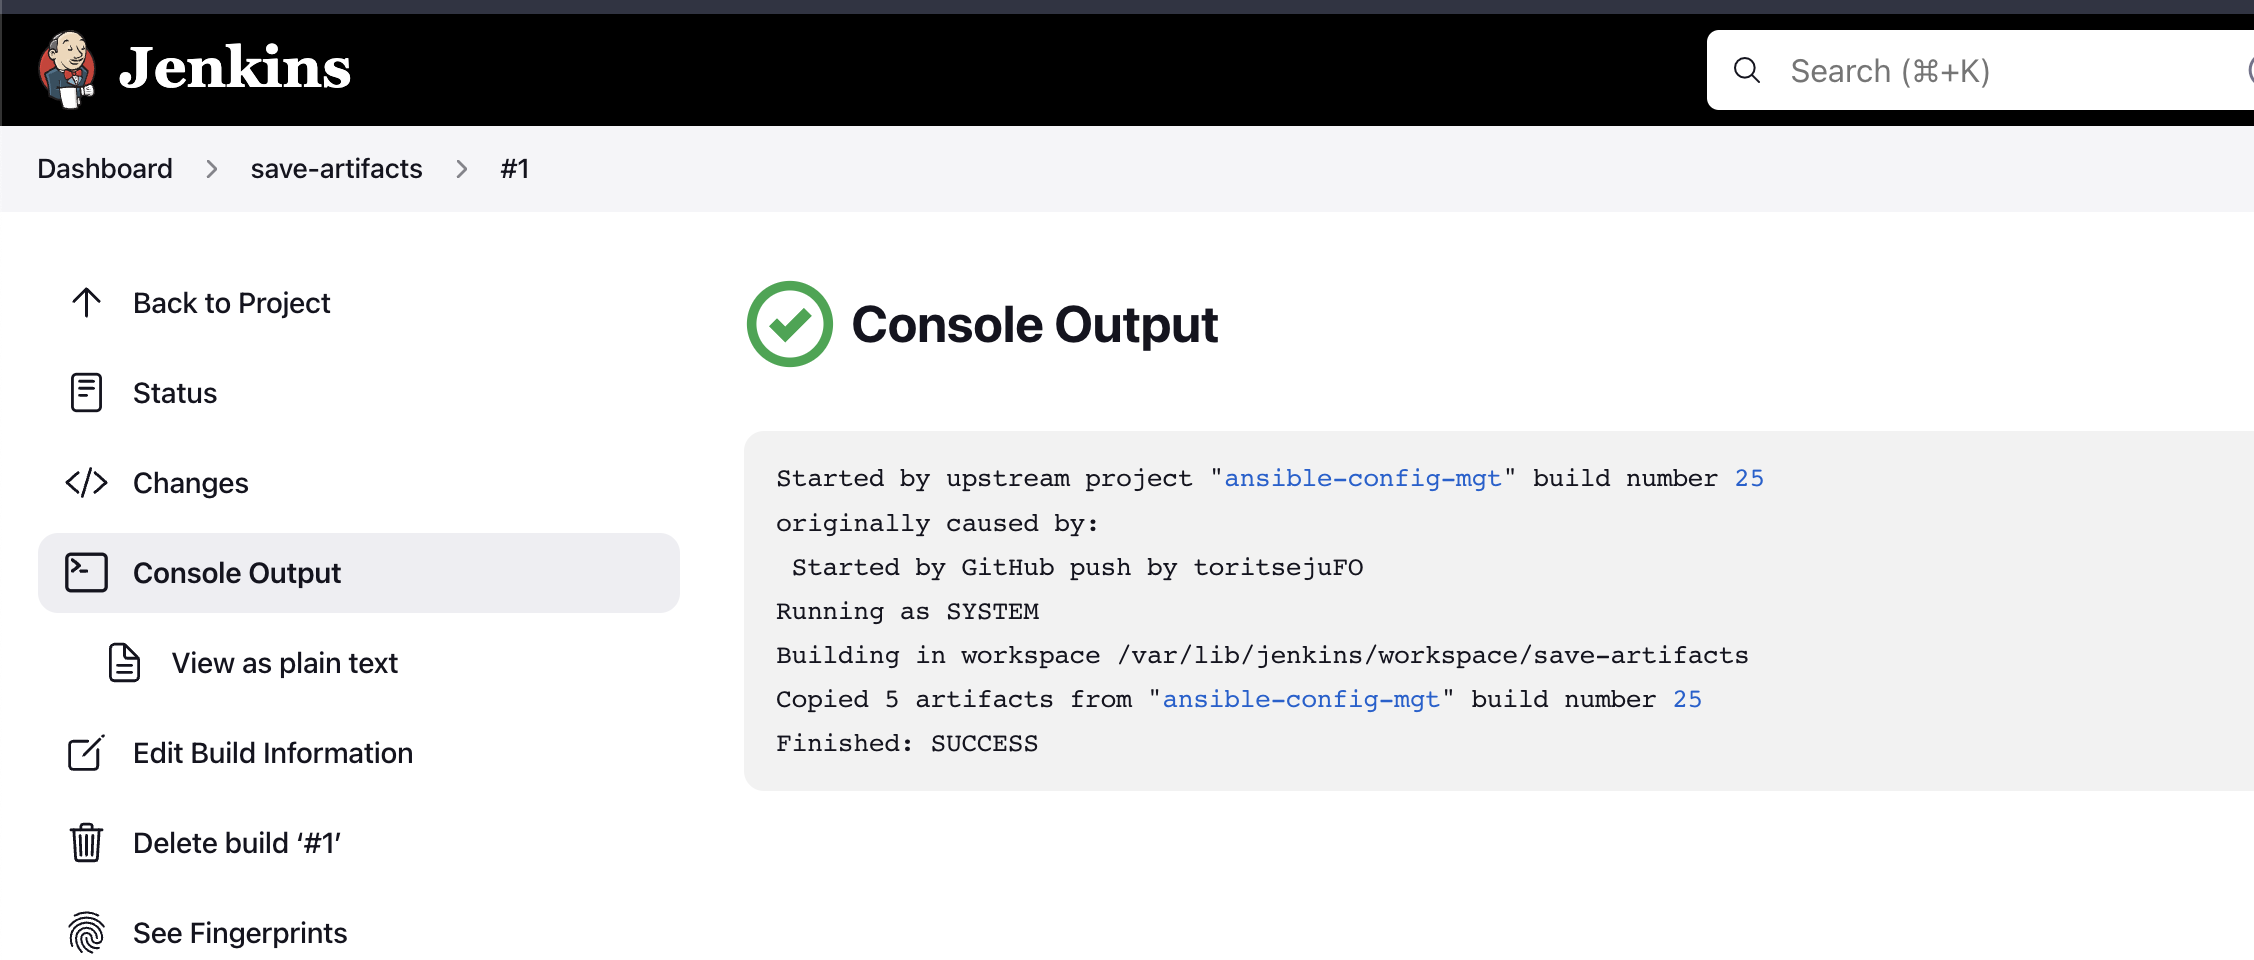 Jenkins
Search (⌘+K)
Dashboard > save-artifacts > #1
Back to Project
Status
Changes
Console Output
View as plain text
Edit Build Information
Delete build ‘#1’
See Fingerprints
Console Output
Started by upstream project "ansible-config-mgt" build number 25
originally caused by:
 Started by GitHub push by toritsejuFO
Running as SYSTEM
Building in workspace /var/lib/jenkins/workspace/save-artifacts
Copied 5 artifacts from "ansible-config-mgt" build number 25
Finished: SUCCESS